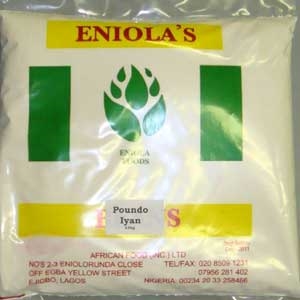 ENIOLA'S
ENIOLA
FOODS
Poundo
Iyan
AFRICAN FOOD (INC.) LTD
NO'S 2-3 ENIOLORUNDA CLOSE TEL/FAX: 020 8509 1231
OFF EGBA YELLOW STREET 07956 281 402
EJIGBO, LAGOS NIGERIA: 00234 20 33 258466